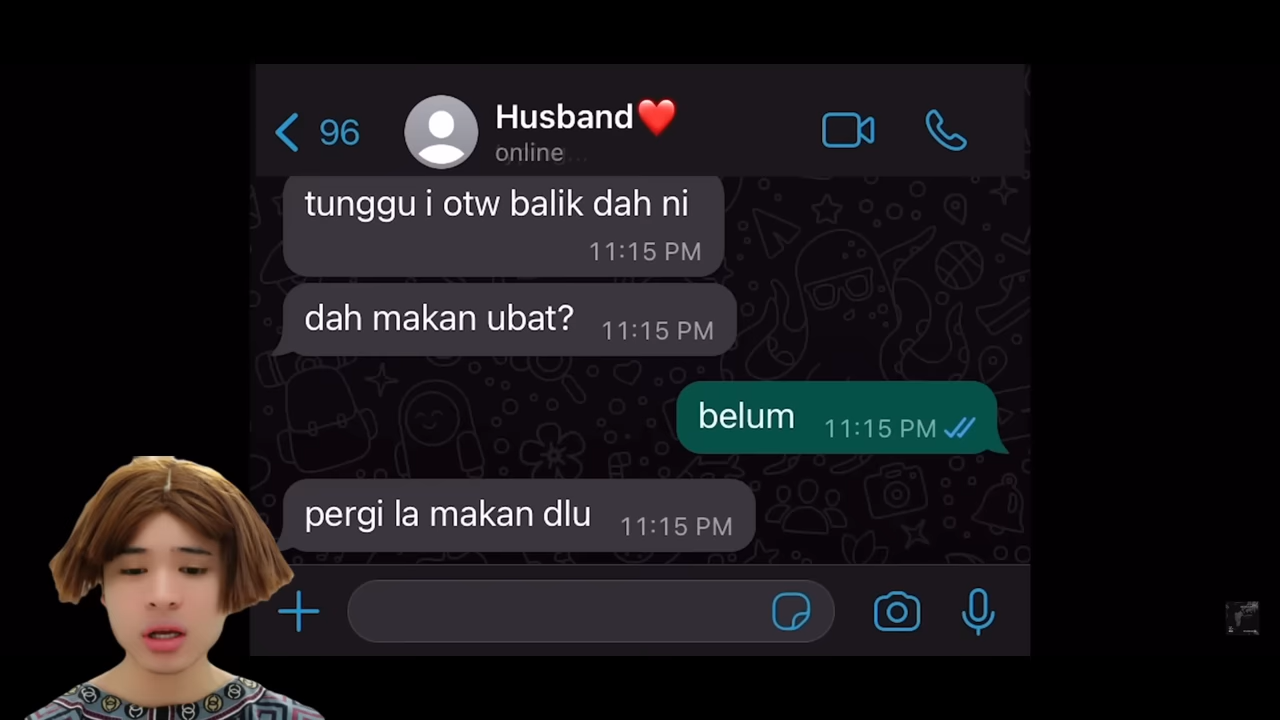 96
Husband❤️
online
tunggu i otw balik dah ni
11:15 PM
dah makan ubat? 11:15 PM
belum 11:15 PM
pergi la makan dlu 11:15 PM